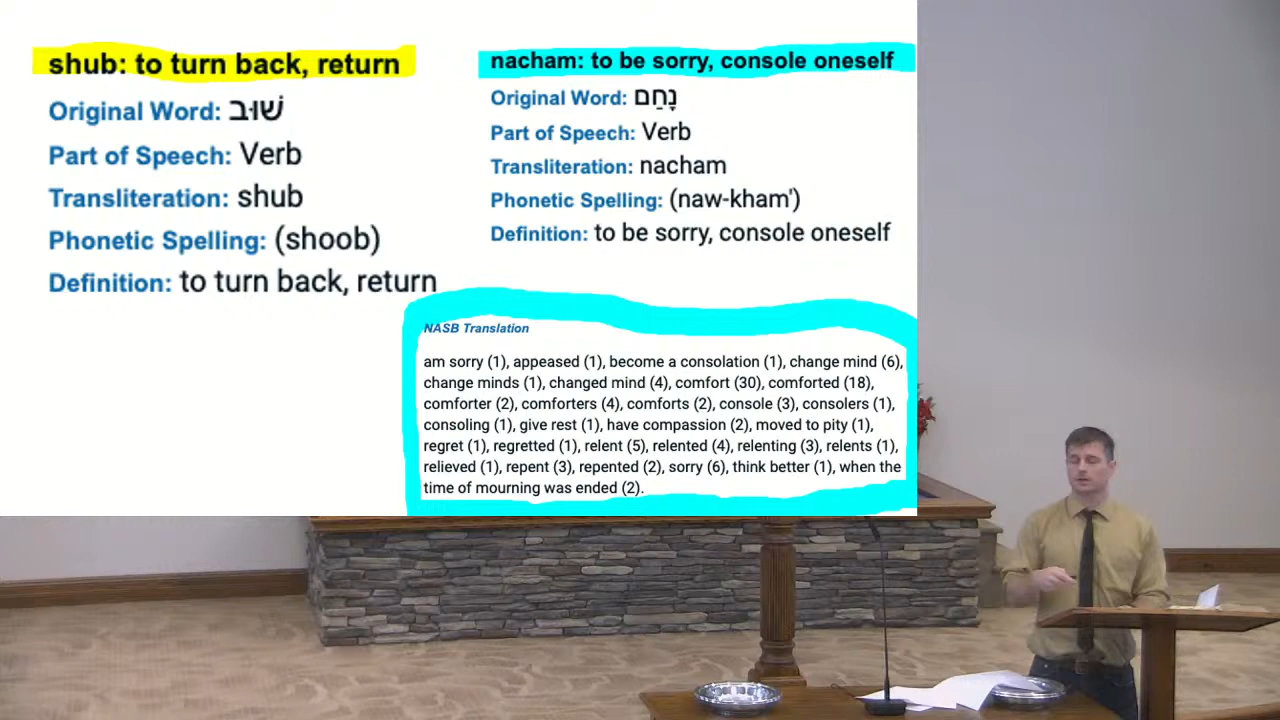 shub: to turn back, return
Original Word: שׁוּב
Part of Speech: Verb
Transliteration: shub
Phonetic Spelling: (shoob)
Definition: to turn back, return
nacham: to be sorry, console oneself
Original Word: נָחַם
Part of Speech: Verb
Transliteration: nacham
Phonetic Spelling: (naw-kham')
Definition: to be sorry, console oneself
NASB Translation
am sorry (1), appeased (1), become a consolation (1), change mind (6),
change minds (1), changed mind (4), comfort (30), comforted (18),
comforter (2), comforters (4), comforts (2), console (3), consolers (1),
consoling (1), give rest (1), have compassion (2), moved to pity (1),
regret (1), regretted (1), relent (5), relented (4), relenting (3), relents (1),
relieved (1), repent (3), repented (2), sorry (6), think better (1), when the
time of mourning was ended (2).